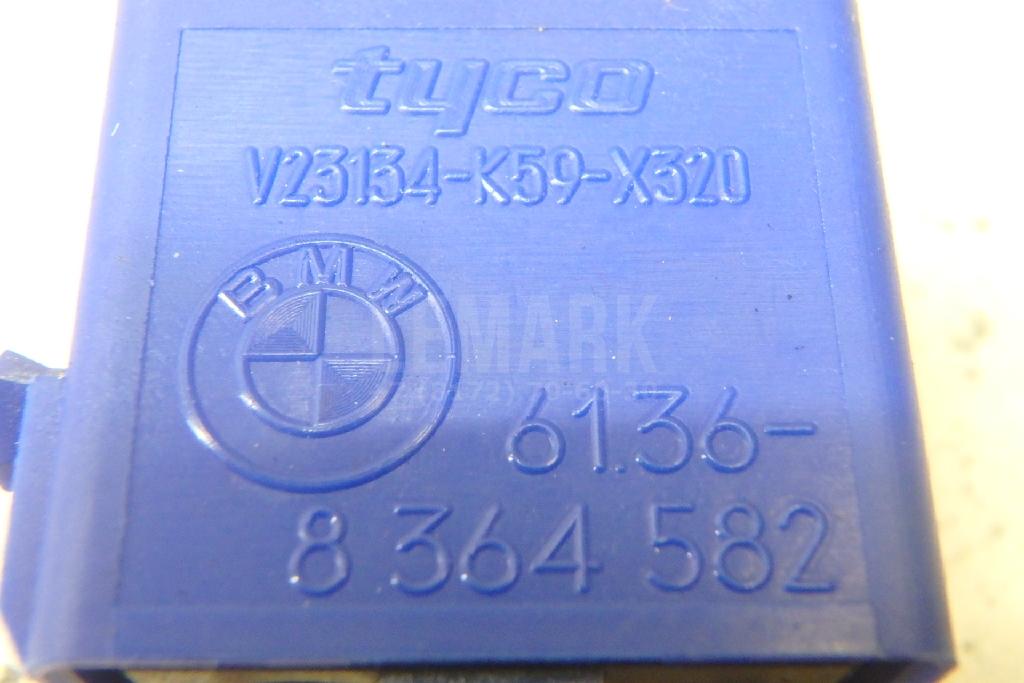 tyco
V23134-K59-X320
BMW
EMARK
61.36-
8 364 582